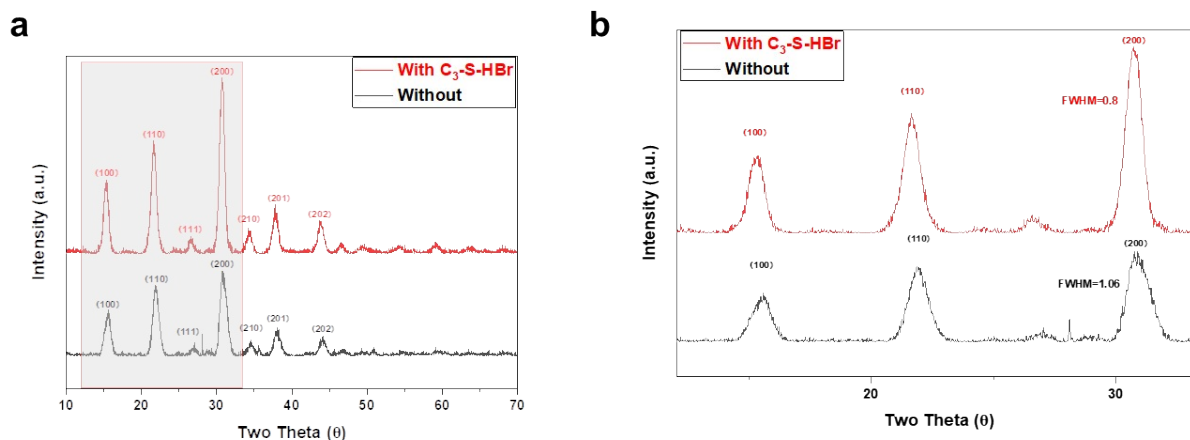 a
With C₃-S-HBr
Without
(100)
(110)
(111)
(200)
(210)
(201)
(202)
(100)
(110)
(111)
(200)
(210)
(201)
(202)
Intensity (a.u.)
10 20 30 40 50 60 70
Two Theta (θ)
b
With C₃-S-HBr
Without
(100)
(110)
(200)
FWHM=0.8
(100)
(110)
(200)
FWHM=1.06
Intensity (a.u.)
20 30
Two Theta (θ)